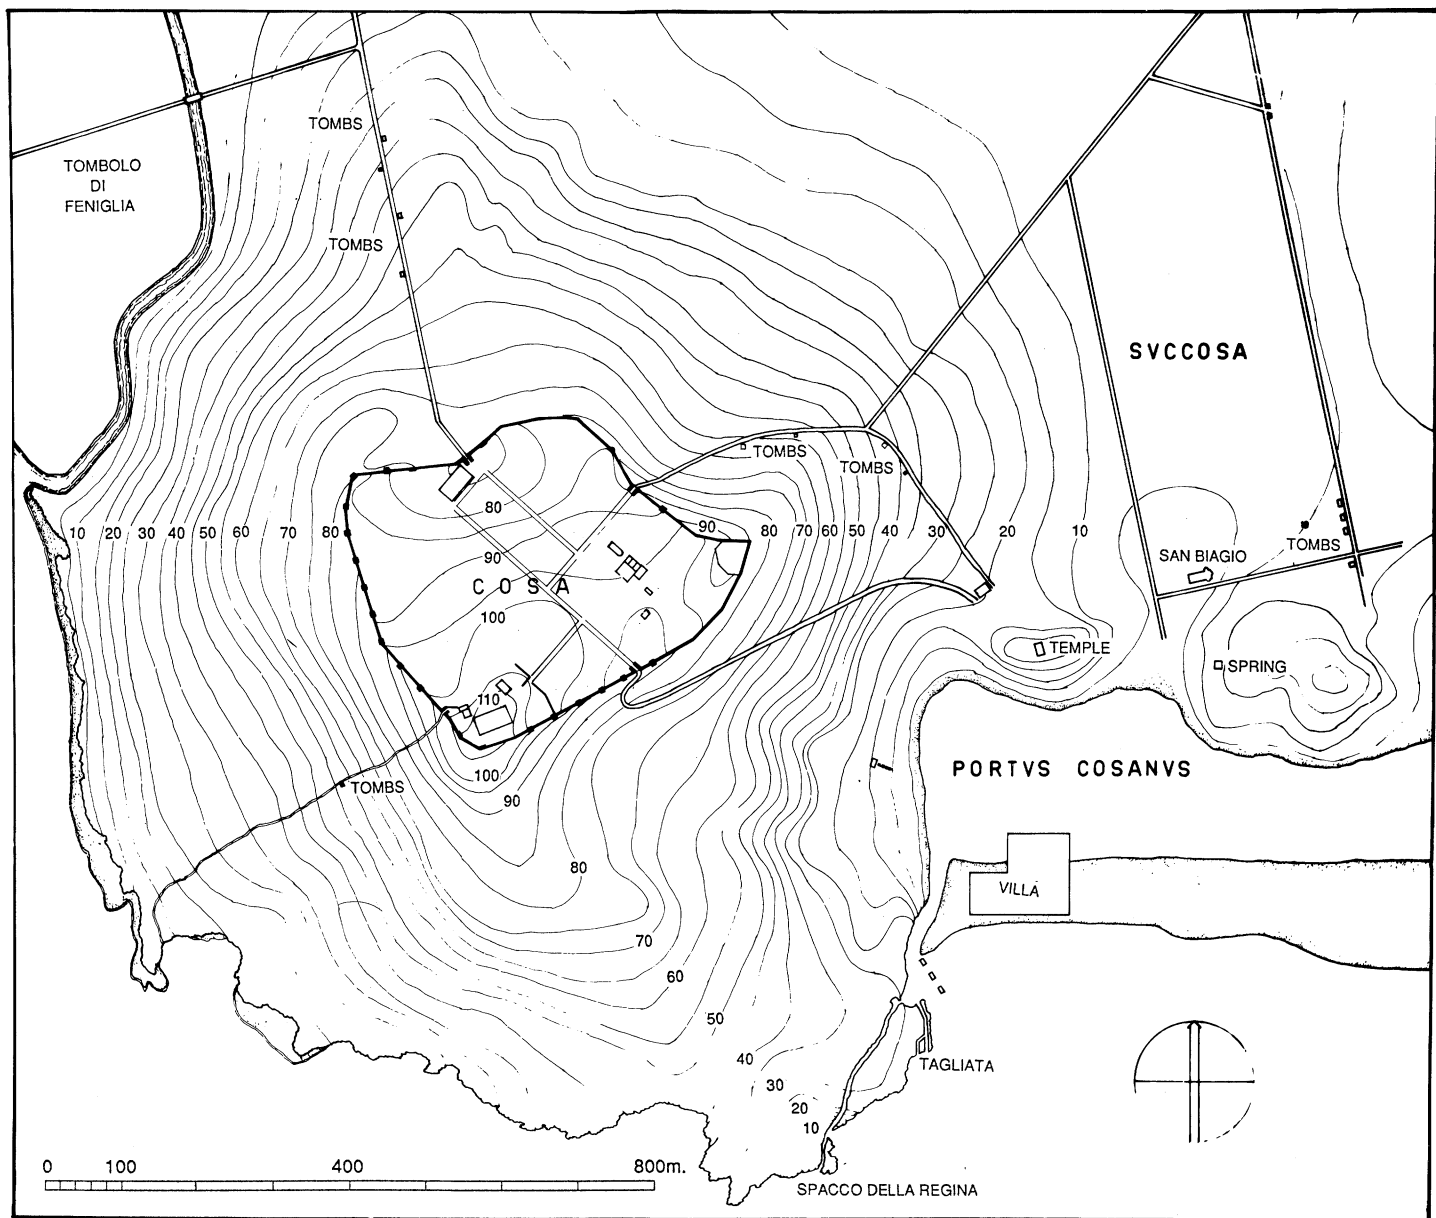 TOMBS
TOMBOLO
DI
FENIGLIA
TOMBS
SVCCOSA
TOMBS
TOMBS
80
90
10 20 30 40 50 60 70 80
90 80 70 60 50 40 30 20 10
TOMBS
SAN BIAGIO
COSA
100
TEMPLE
SPRING
110
PORTVS COSANVS
100
TOMBS
90
80
VILLA
70
60
50
40
TAGLIATA
30
20
10
0 100 400 800m.
SPACCO DELLA REGINA